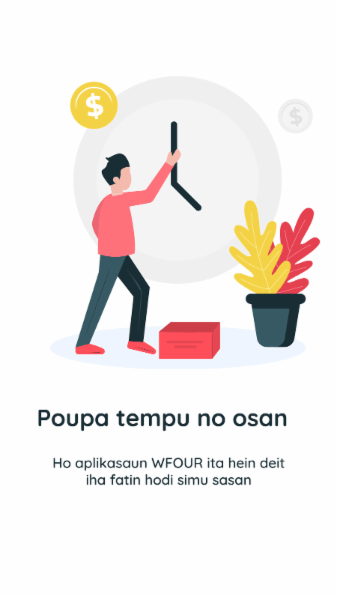 $
$
Poupa tempu no osan
Ho aplikasaun WFOUR ita hein deit
iha fatin hodi simu sasan